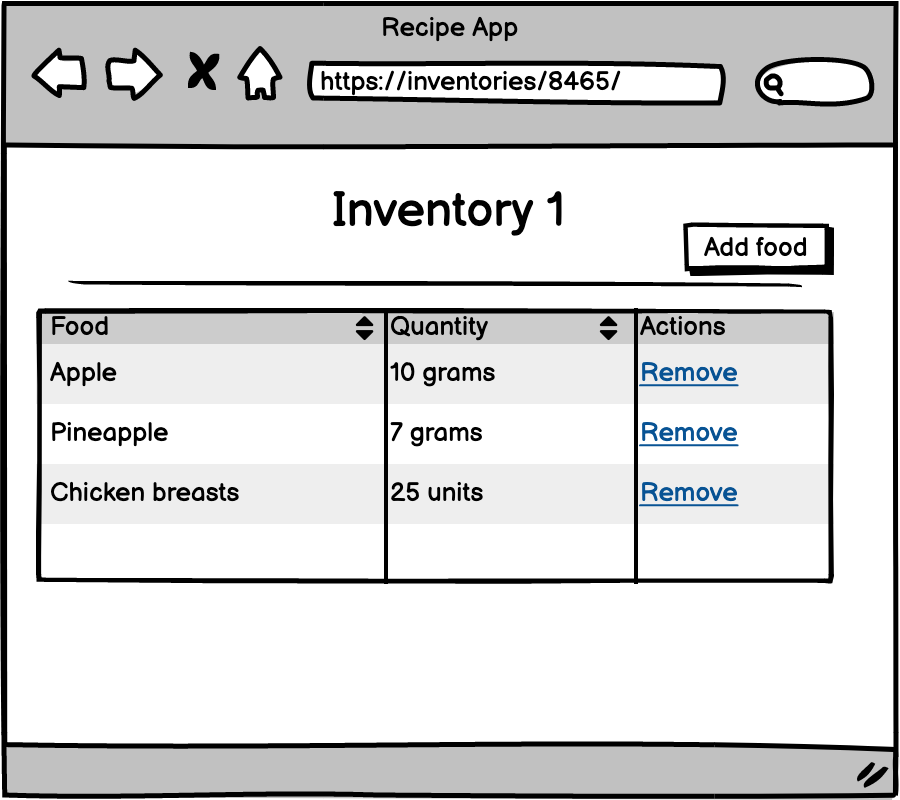 Recipe App
https://inventories/8465/
Inventory 1
Add food
Food Quantity Actions
Apple 10 grams Remove
Pineapple 7 grams Remove
Chicken breasts 25 units Remove